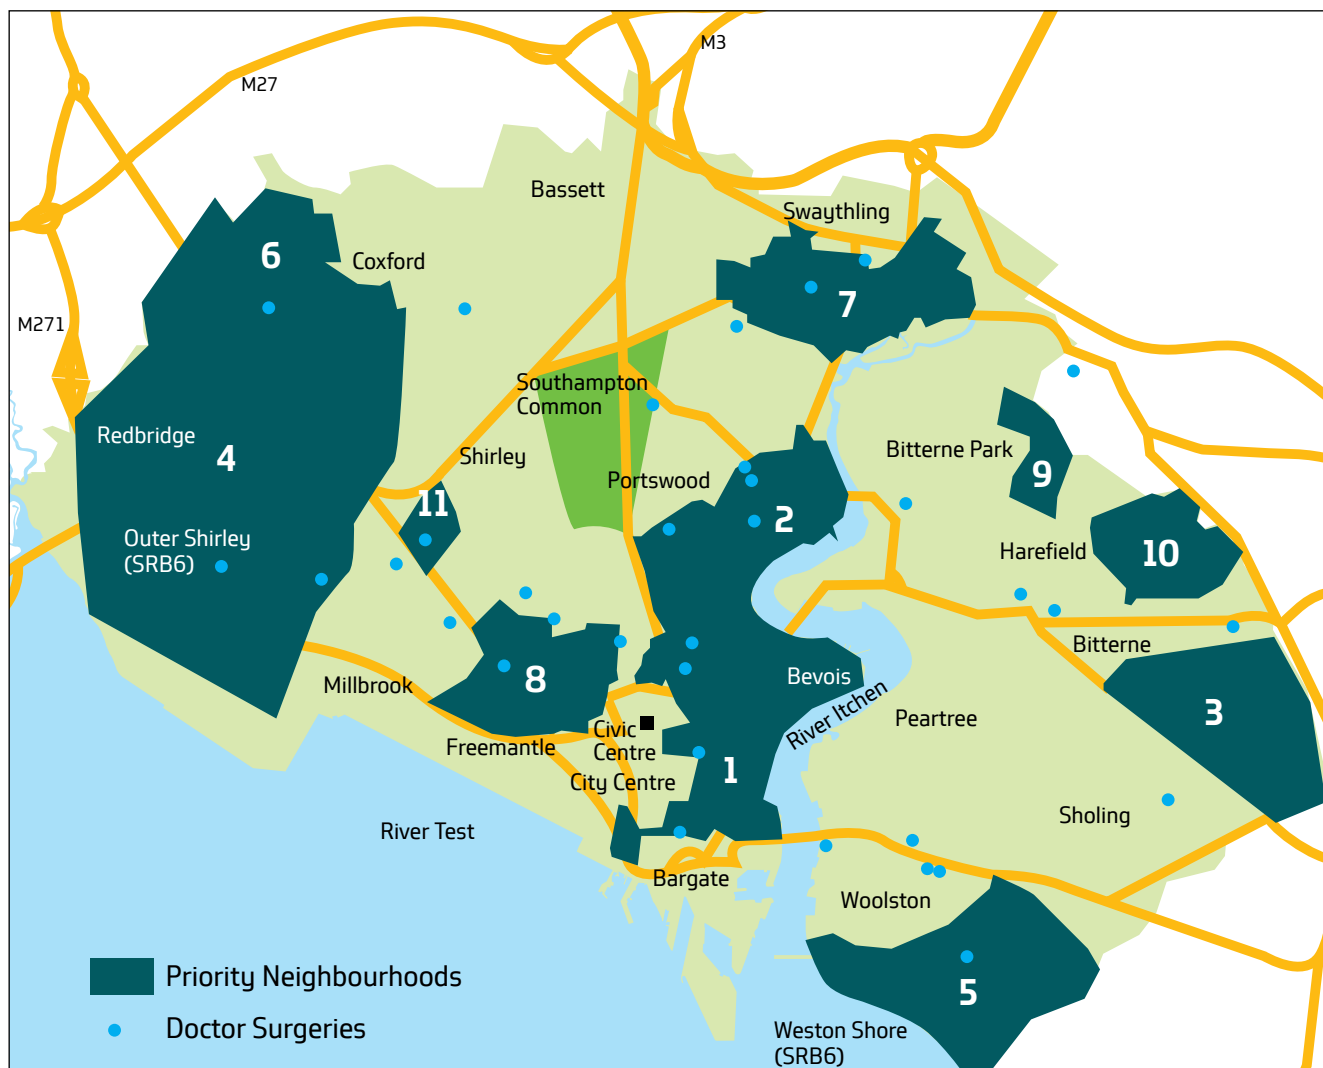 M3
M27
Bassett
Swaythling
6
Coxford
7
M271
Southampton
Common
Redbridge
4
Shirley
Bitterne Park
9
Portswood
11
2
Outer Shirley
(SRB6)
Harefield
10
Bitterne
Millbrook
8
Bevois
River Itchen
Peartree
3
Civic
Centre
Freemantle
City Centre
1
River Test
Sholing
Bargate
Woolston
Priority Neighbourhoods
5
Doctor Surgeries
Weston Shore
(SRB6)